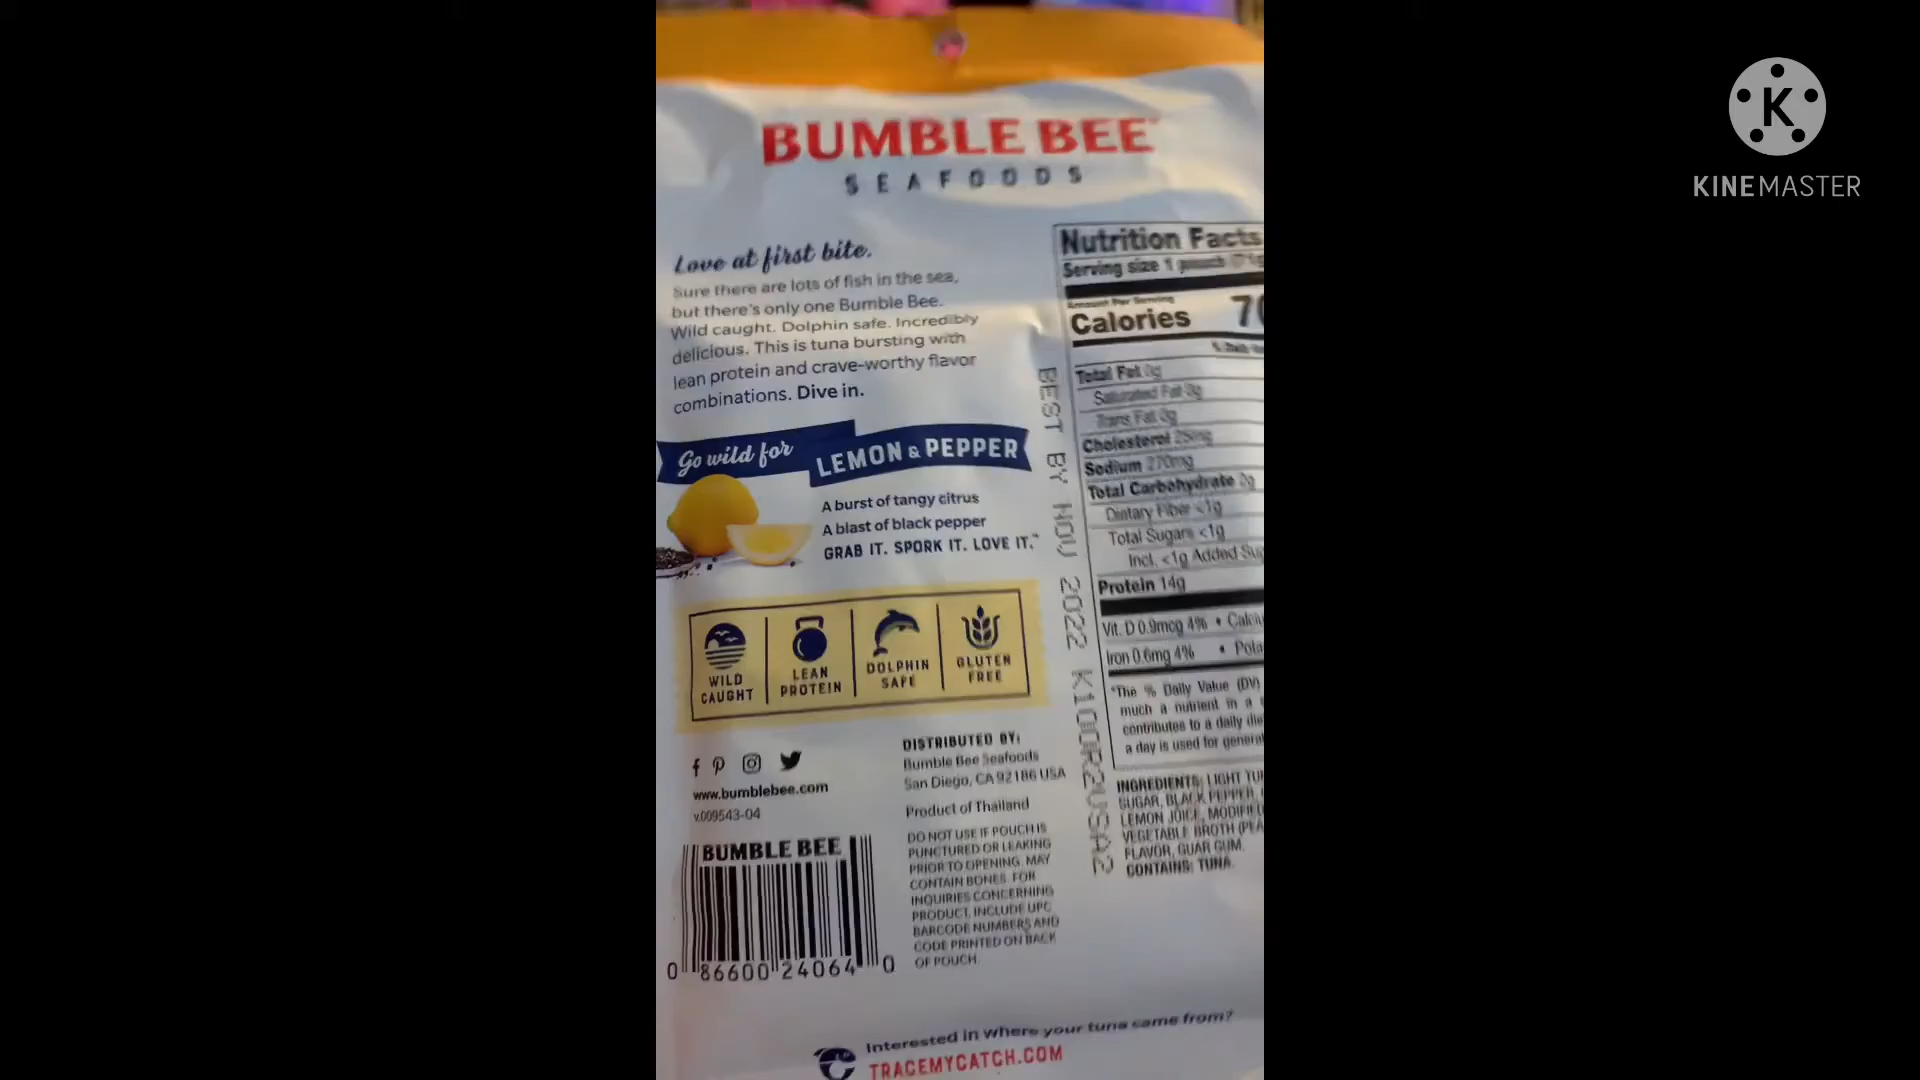 BUMBLE BEE
SEAFOODS
Love at first bite.
Sure there are lots of fish in the sea,
but there's only one Bumble Bee.
Wild caught. Dolphin safe. Incredibly
delicious. This is tuna bursting with
lean protein and crave-worthy flavor
combinations. Dive in.
Go wild for LEMON & PEPPER
A burst of tangy citrus
A blast of black pepper
GRAB IT. SPORK IT. LOVE IT.™
WILD
CAUGHT
LEAN
PROTEIN
DOLPHIN
SAFE
GLUTEN
FREE
www.bumblebee.com
v.009543-04
BUMBLE BEE
0 86600 24064 0
DISTRIBUTED BY:
Bumble Bee Seafoods
San Diego, CA 92186 USA
Product of Thailand
DO NOT USE IF POUCH IS
PUNCTURED OR LEAKING
PRIOR TO OPENING. MAY
CONTAIN BONES. FOR
INQUIRIES CONCERNING
PRODUCT, INCLUDE UPC
BARCODE NUMBERS AND
CODE PRINTED ON BACK
OF POUCH.
BEST BY NOV 2022 K100R2USA2
Nutrition Facts
Serving size 1 pouch
Amount Per Serving
Calories 70
Total Fat 0g
Saturated Fat 0g
Trans Fat 0g
Cholesterol 25mg
Sodium 270mg
Total Carbohydrate 2g
Dietary Fiber <1g
Total Sugars <1g
Incl. <1g Added
Protein 14g
Vit. D 0.9mcg 4% •
Iron 0.6mg 4% •
*The % Daily Value (DV)
much a nutrient in a
contributes to a daily
a day is used for
INGREDIENTS: LIGHT
SUGAR, BLACK PEPPER,
LEMON JUICE,
VEGETABLE BROTH
FLAVOR, GUAR GUM.
CONTAINS: TUNA.
Interested in where your tuna came from?
TRACEMYCATCH.COM
K
KINEMASTER